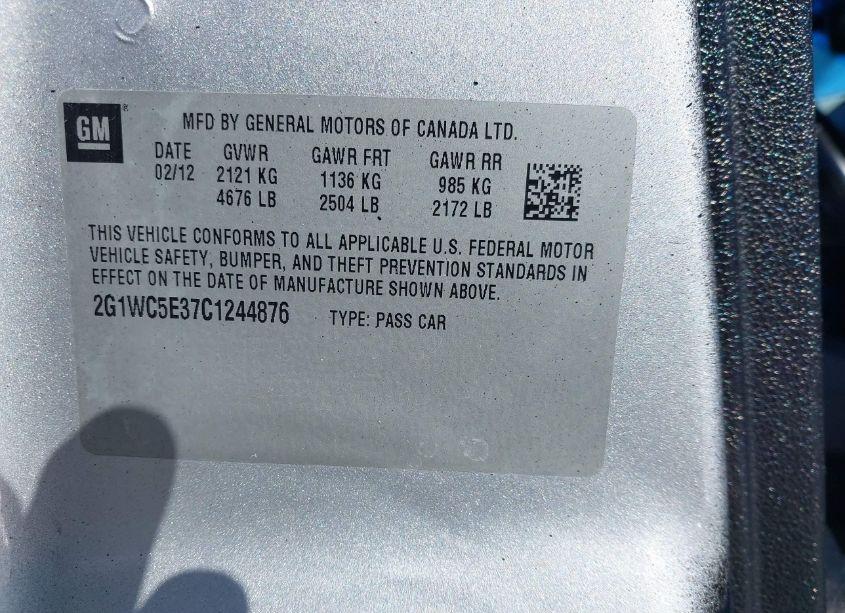 GM
MFD BY GENERAL MOTORS OF CANADA LTD.
DATE GVWR GAWR FRT GAWR RR
02/12 2121 KG 1136 KG 985 KG
4676 LB 2504 LB 2172 LB
THIS VEHICLE CONFORMS TO ALL APPLICABLE U.S. FEDERAL MOTOR
VEHICLE SAFETY, BUMPER, AND THEFT PREVENTION STANDARDS IN
EFFECT ON THE DATE OF MANUFACTURE SHOWN ABOVE.
2G1WC5E37C1244876 TYPE: PASS CAR